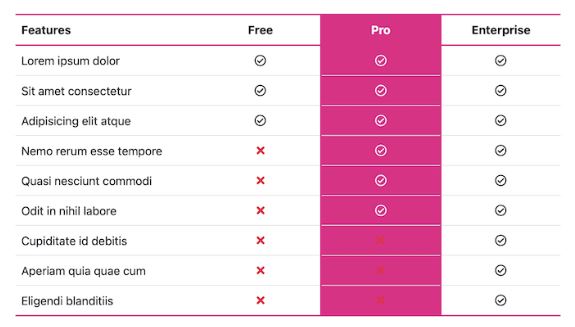 Features Free Pro Enterprise
Lorem ipsum dolor
Sit amet consectetur
Adipisicing elit atque
Nemo rerum esse tempore
Quasi nesciunt commodi
Odit in nihil labore
Cupiditate id debitis
Aperiam quia quae cum
Eligendi blanditiis